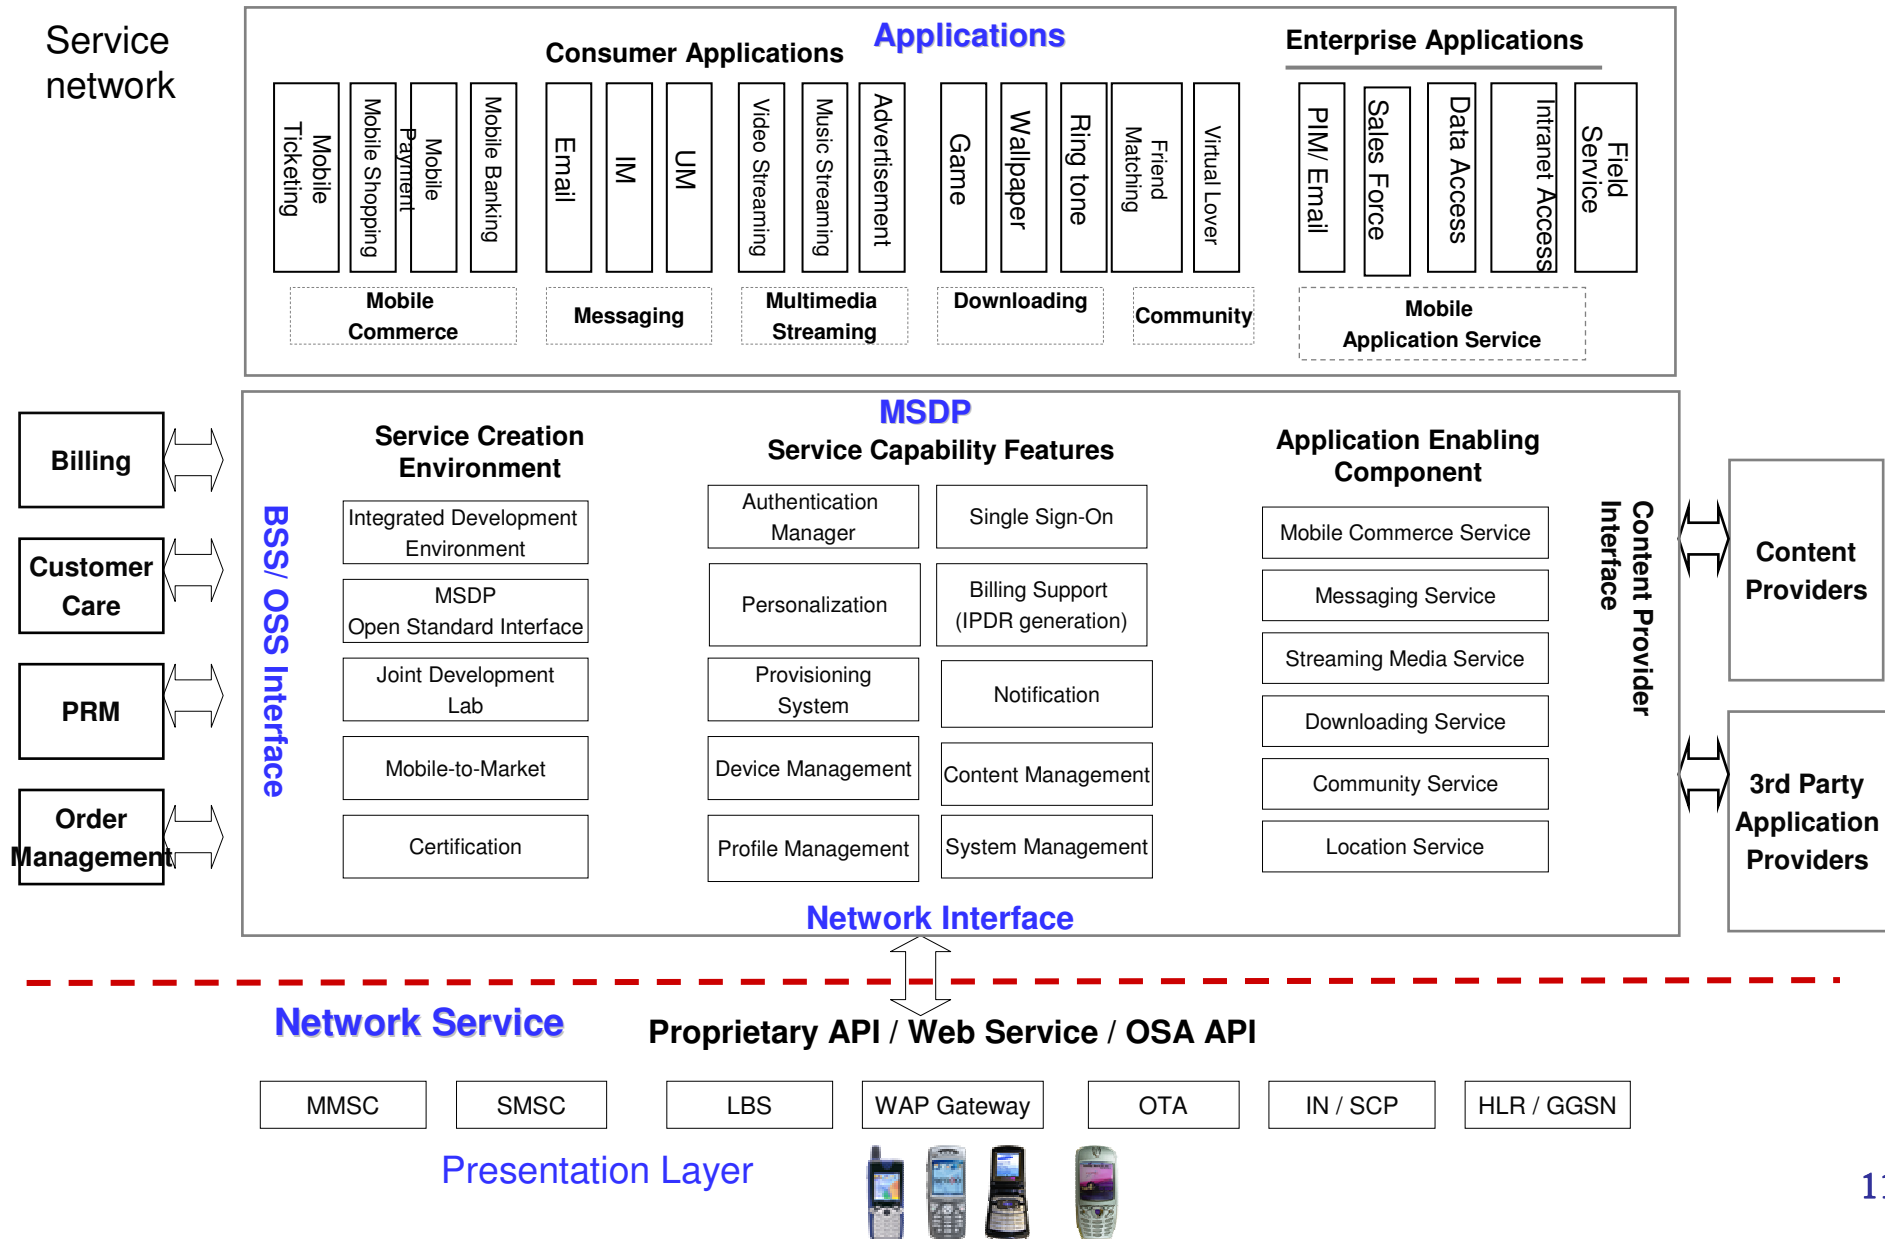 Service
network
Applications
Consumer Applications
Enterprise Applications
Mobile
Ticketing
Mobile Shopping
Mobile
Payment
Mobile Banking
Email
IM
UM
Video Streaming
Music Streaming
Advertisement
Game
Wallpaper
Ring tone
Friend
Matching
Virtual Lover
PIM/ Email
Sales Force
Data Access
Intranet Access
Field
Service
Mobile
Commerce
Messaging
Multimedia
Streaming
Downloading
Community
Mobile
Application Service
Billing
Customer
Care
PRM
Order
Management
MSDP
BSS/ OSS Interface
Service Creation
Environment
Integrated Development
Environment
MSDP
Open Standard Interface
Joint Development
Lab
Mobile-to-Market
Certification
Service Capability Features
Authentication
Manager
Single Sign-On
Personalization
Billing Support
(IPDR generation)
Provisioning
System
Notification
Device Management
Content Management
Profile Management
System Management
Application Enabling
Component
Mobile Commerce Service
Messaging Service
Streaming Media Service
Downloading Service
Community Service
Location Service
Content Provider
Interface
Content
Providers
3rd Party
Application
Providers
Network Interface
Network Service
Proprietary API / Web Service / OSA API
MMSC
SMSC
LBS
WAP Gateway
OTA
IN / SCP
HLR / GGSN
Presentation Layer